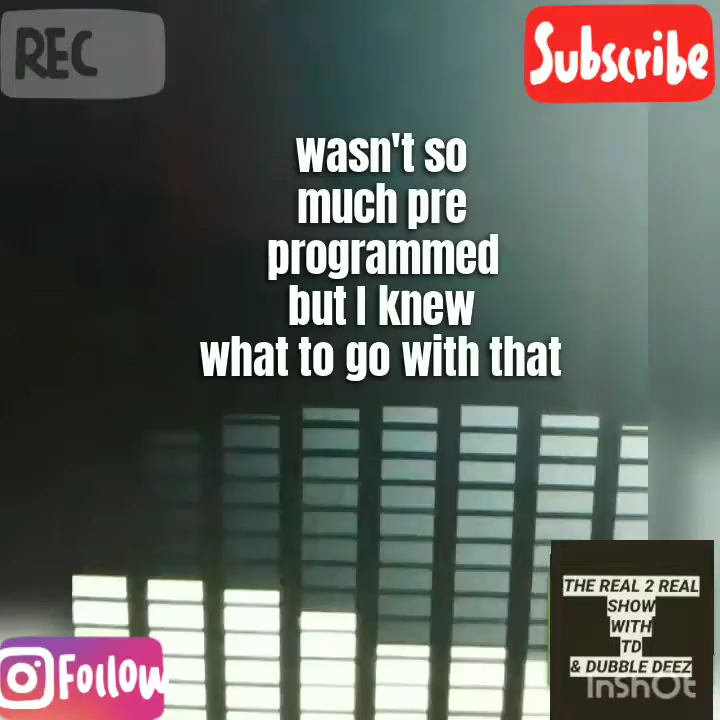 REC
Subscribe
wasn't so
much pre
programmed
but I knew
what to go with that
THE REAL 2 REAL
SHOW
WITH
TD
& DUBBLE DEEZ
InshOt
Follow